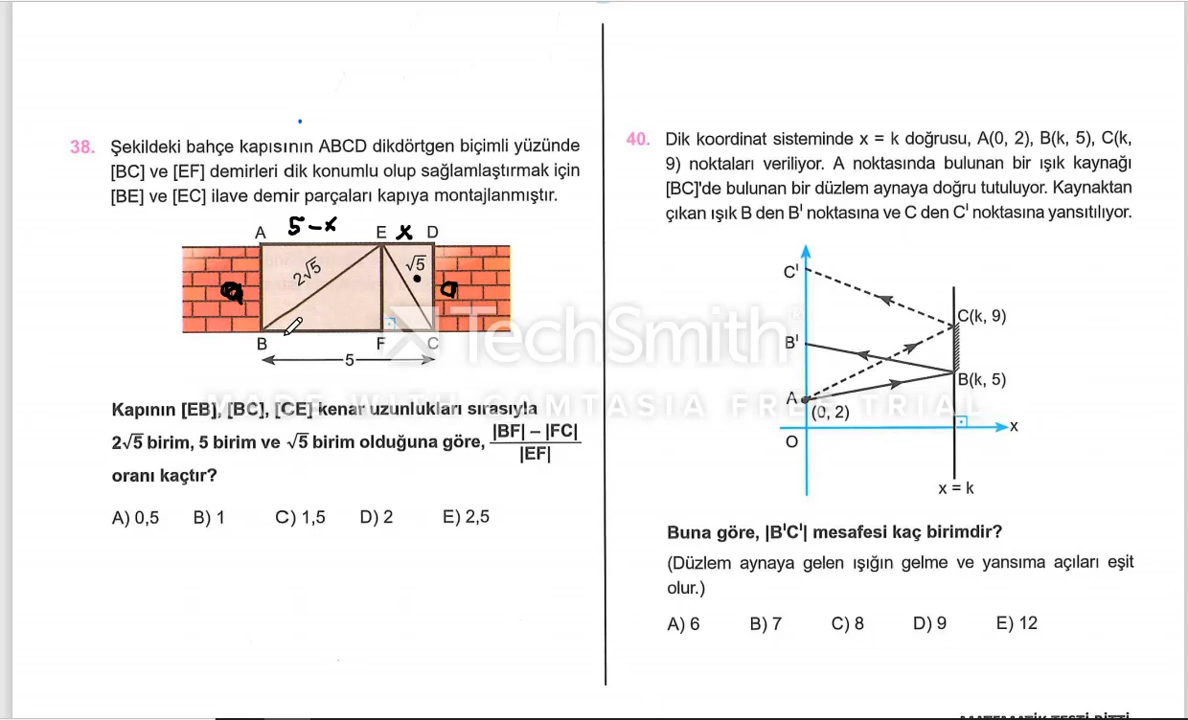 38. Şekildeki bahçe kapısının ABCD dikdörtgen biçimli yüzünde
[BC] ve [EF] demirleri dik konumlu olup sağlamlaştırmak için
[BE] ve [EC] ilave demir parçaları kapıya montajlanmıştır.
5-x
x
A E D
2√5
√5
a
B F C
5
Kapının [EB], [BC], [CE] kenar uzunlukları sırasıyla
2√5 birim, 5 birim ve √5 birim olduğuna göre, |BF| – |FC|
|EF|
oranı kaçtır?
A) 0,5 B) 1 C) 1,5 D) 2 E) 2,5
40. Dik koordinat sisteminde x = k doğrusu, A(0, 2), B(k, 5), C(k,
9) noktaları veriliyor. A noktasında bulunan bir ışık kaynağı
[BC]'de bulunan bir düzlem aynaya doğru tutuluyor. Kaynaktan
çıkan ışık B den B' noktasına ve C den C' noktasına yansıtılıyor.
C'
C(k, 9)
B'
B(k, 5)
A
(0, 2)
x
O
x = k
Buna göre, |B'C'| mesafesi kaç birimdir?
(Düzlem aynaya gelen ışığın gelme ve yansıma açıları eşit
olur.)
A) 6 B) 7 C) 8 D) 9 E) 12
TechSmith
MADE WITH CAMTASIA FREE TRIAL
MATEMATİK TESTİ BİTTİ